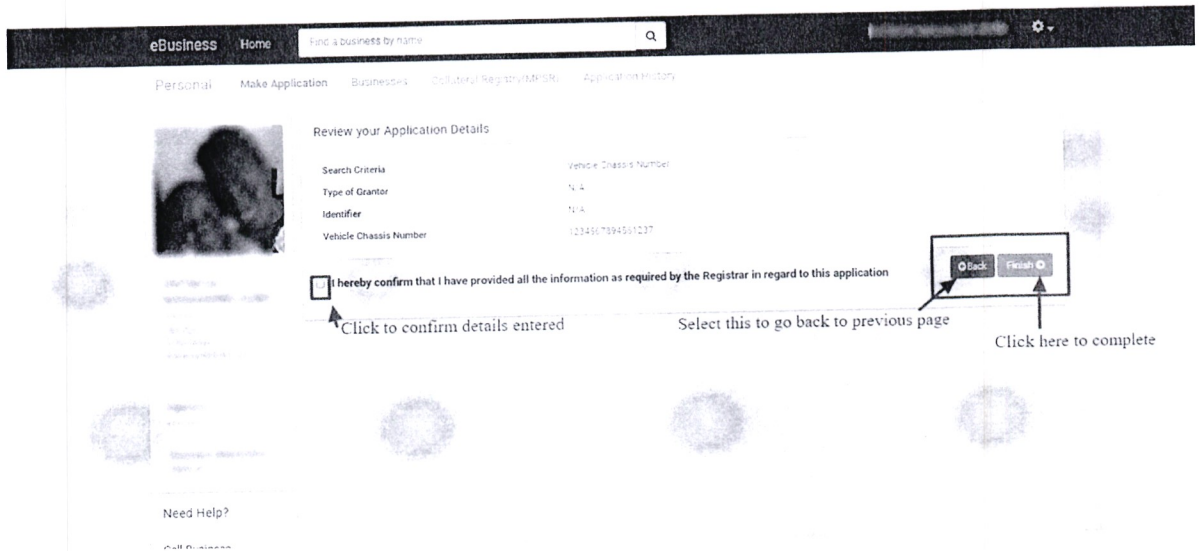 eBusiness Home Find a business by name
Personal Make Application Businesses Collateral Registry(MPSR) Application History
Review your Application Details
Search Criteria Vehicle Chassis Number
Type of Grantor N/A
Identifier N/A
Vehicle Chassis Number
I hereby confirm that I have provided all the information as required by the Registrar in regard to this application
Back Finish
Click to confirm details entered
Select this to go back to previous page
Click here to complete
Need Help?